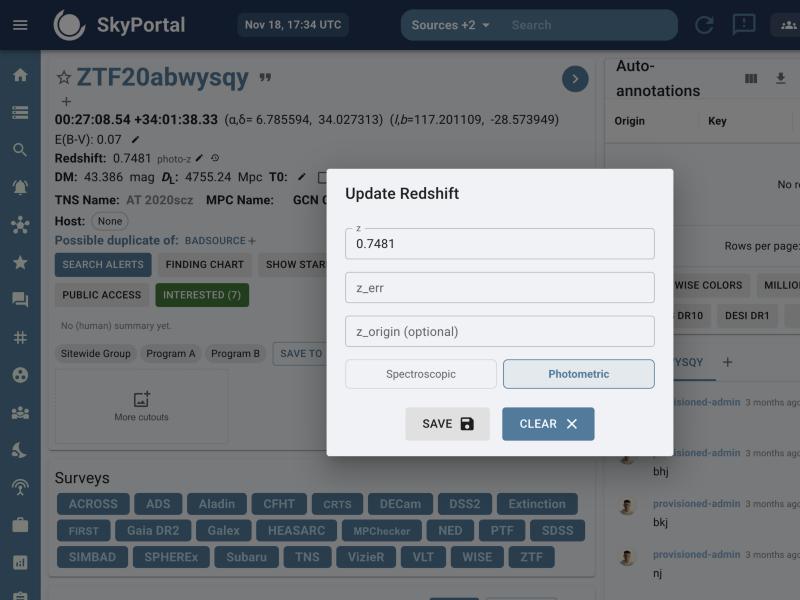 SkyPortal
Nov 18, 17:34 UTC
Sources +2
Search
ZTF20abwysqy
00:27:08.54 +34:01:38.33 (α,δ= 6.785594, 34.027313) (l,b=117.201109, -28.573949)
E(B-V): 0.07
Redshift: 0.7481 photo-z
DM: 43.386 mag DL: 4755.24 Mpc T0:
TNS Name: AT 2020scz MPC Name: GCN C
Host: None
Possible duplicate of: BADSOURCE
SEARCH ALERTS FINDING CHART SHOW STAR
PUBLIC ACCESS INTERESTED (7)
No (human) summary yet.
Sitewide Group Program A Program B SAVE TO
More cutouts
Surveys
ACROSS ADS Aladin CFHT CRTS DECam DSS2 Extinction
FIRST Gaia DR2 Galex HEASARC MPChecker NED PTF SDSS
SIMBAD SPHEREx Subaru TNS VizieR VLT WISE ZTF
Update Redshift
z
0.7481
z_err
z_origin (optional)
Spectroscopic Photometric
SAVE CLEAR
Auto-
annotations
Origin Key
No re
Rows per page:
WISE COLORS MILLIO
DR10 DESI DR1
YSQY
provisioned-admin 3 months ago
provisioned-admin 3 months ago
bhj
provisioned-admin 3 months ago
bkj
provisioned-admin 3 months ago
nj